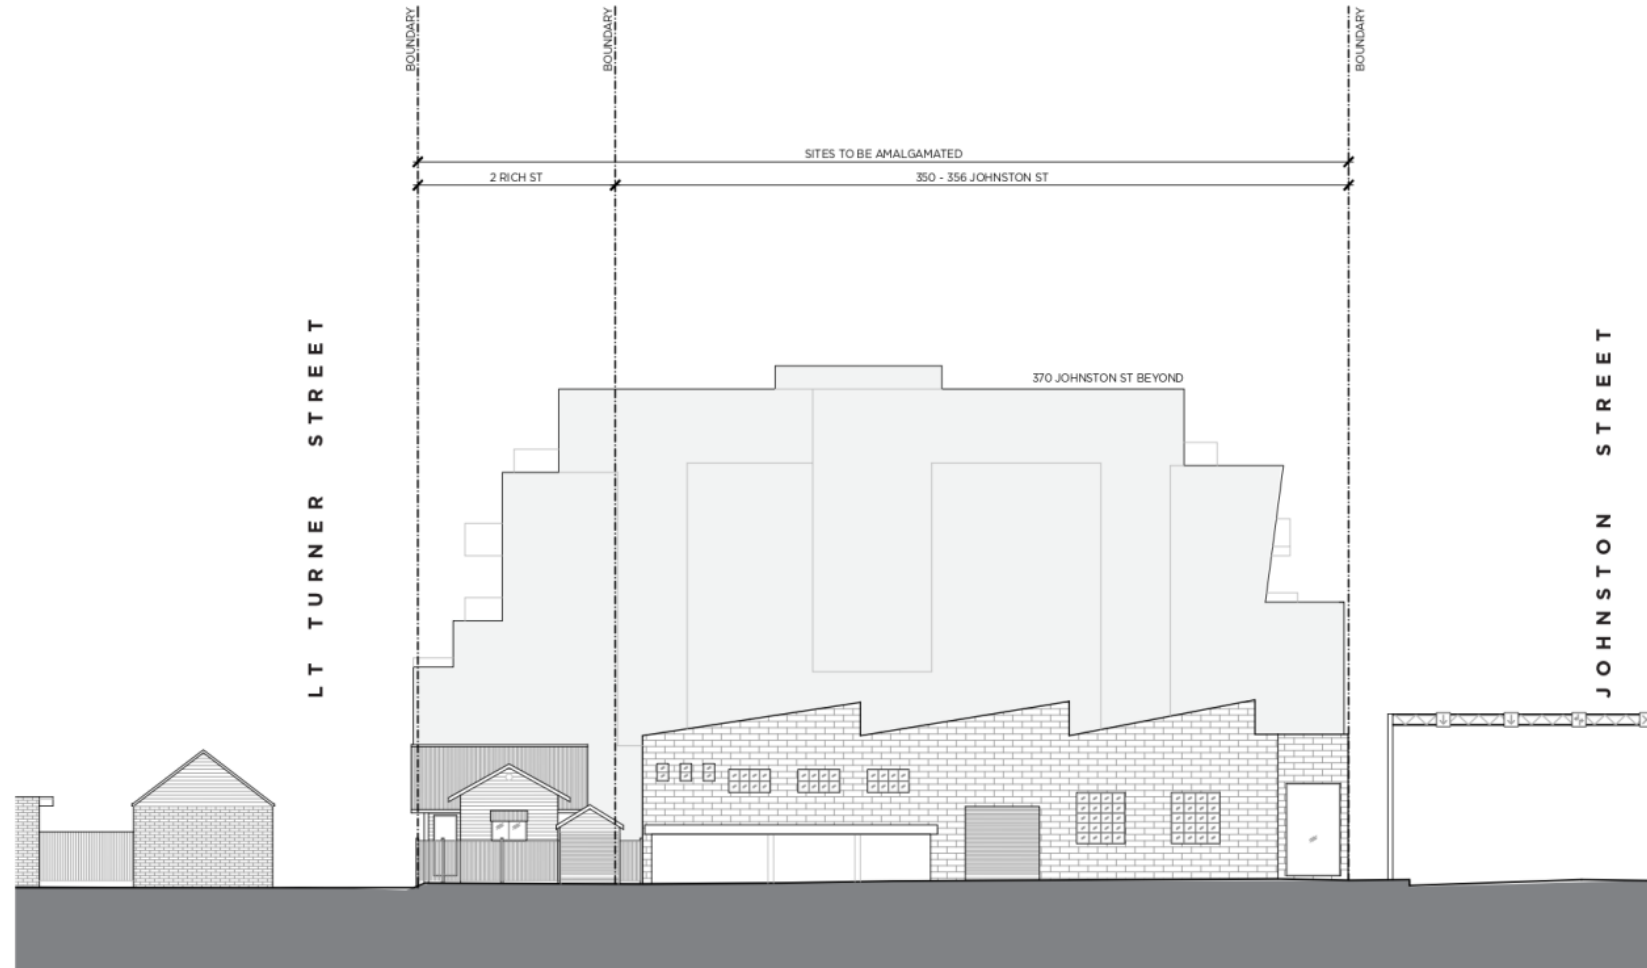 BOUNDARY
BOUNDARY
BOUNDARY
SITES TO BE AMALGAMATED
2 RICH ST
350 - 356 JOHNSTON ST
LT TURNER STREET
370 JOHNSTON ST BEYOND
JOHNSTON STREET